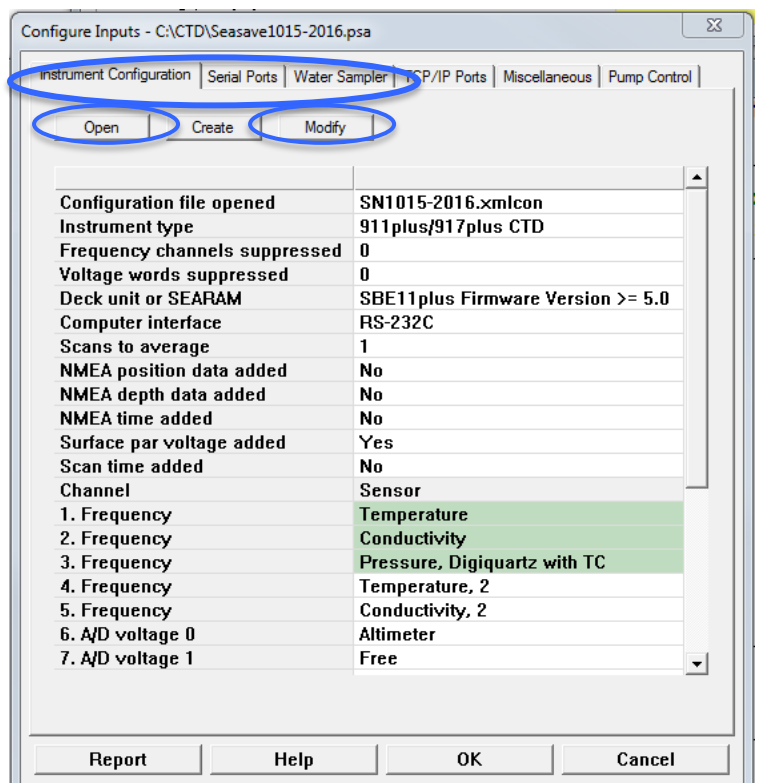 Configure Inputs - C:\CTD\Seasave1015-2016.psa
Instrument Configuration Serial Ports Water Sampler TCP/IP Ports Miscellaneous Pump Control
Open Create Modify
Configuration file opened SN1015-2016.xmlcon
Instrument type 911plus/917plus CTD
Frequency channels suppressed 0
Voltage words suppressed 0
Deck unit or SEARAM SBE11plus Firmware Version >= 5.0
Computer interface RS-232C
Scans to average 1
NMEA position data added No
NMEA depth data added No
NMEA time added No
Surface par voltage added Yes
Scan time added No
Channel Sensor
1. Frequency Temperature
2. Frequency Conductivity
3. Frequency Pressure, Digiquartz with TC
4. Frequency Temperature, 2
5. Frequency Conductivity, 2
6. A/D voltage 0 Altimeter
7. A/D voltage 1 Free
Report Help OK Cancel